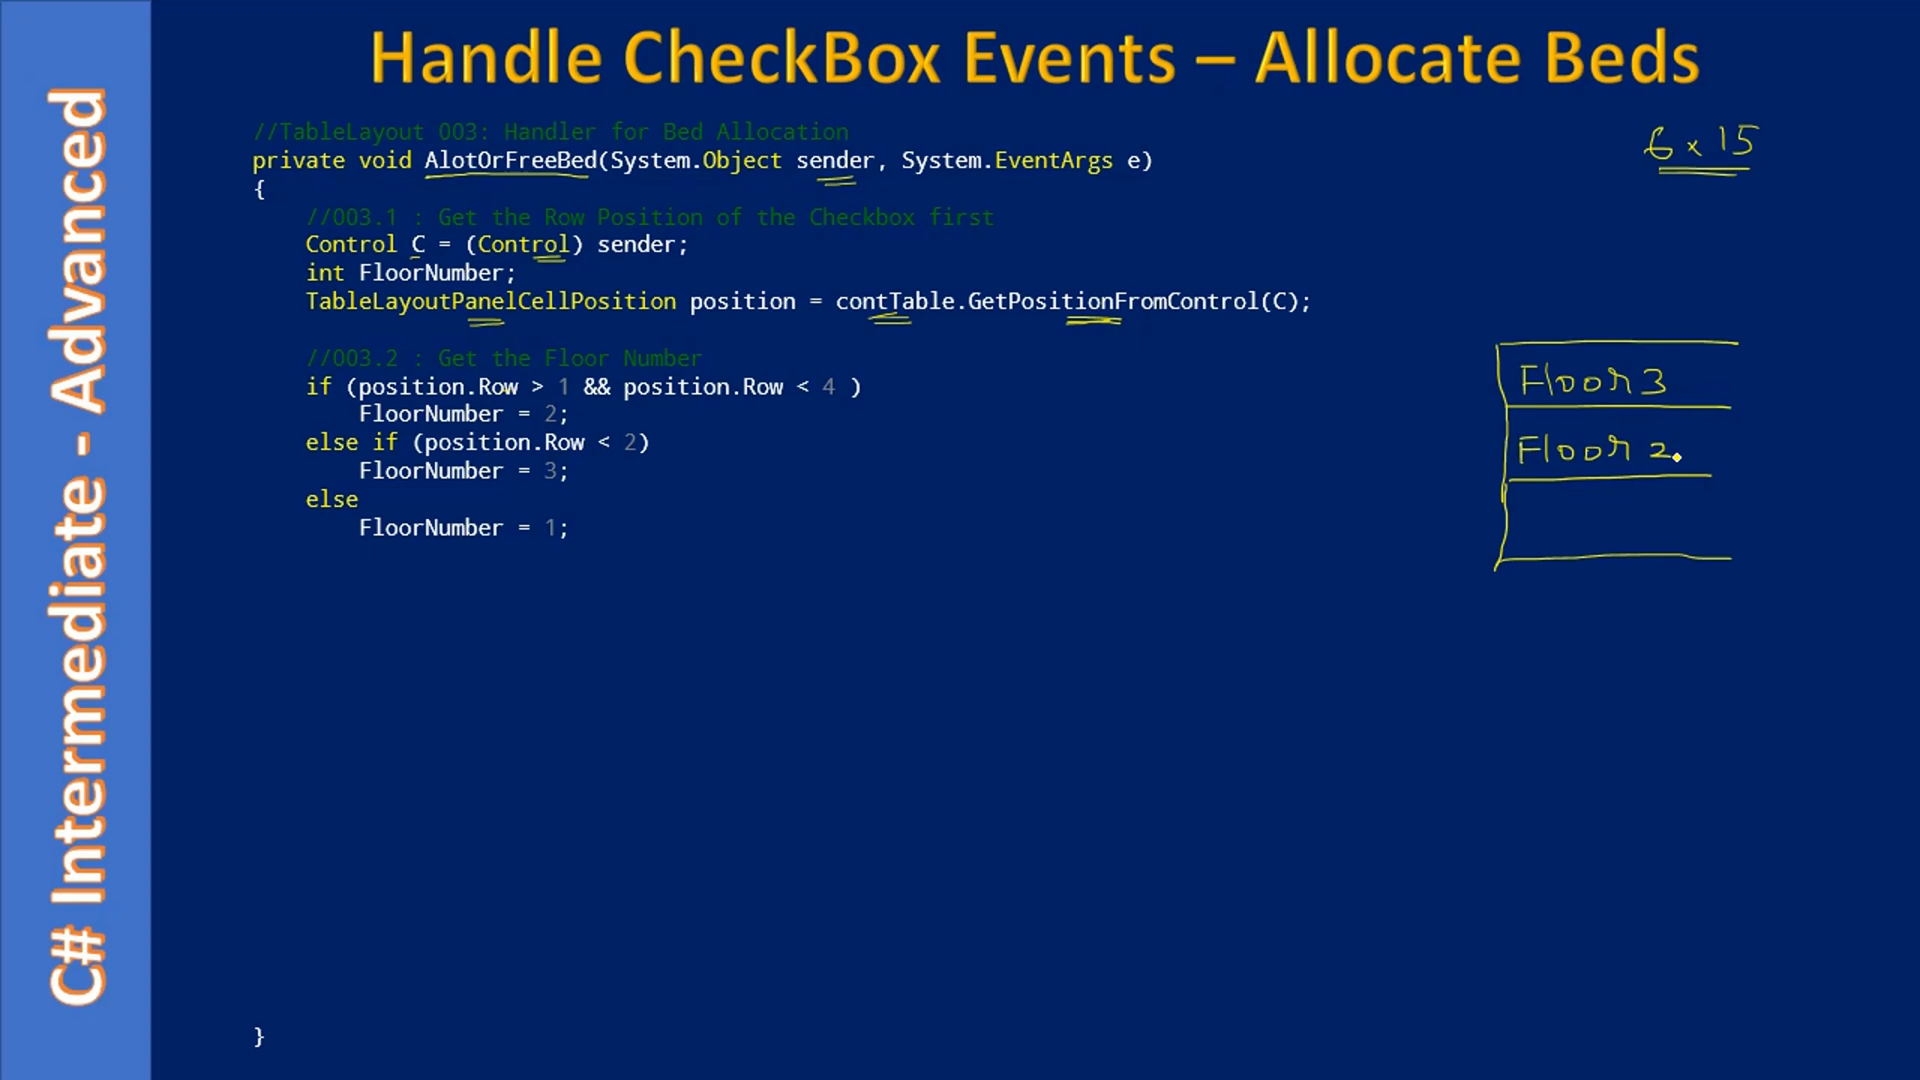 C# Intermediate - Advanced
Handle CheckBox Events – Allocate Beds
//TableLayout 003: Handler for Bed Allocation
private void AlotOrFreeBed(System.Object sender, System.EventArgs e)
{
//003.1 : Get the Row Position of the Checkbox first
Control C = (Control) sender;
int FloorNumber;
TableLayoutPanelCellPosition position = contTable.GetPositionFromControl(C);
//003.2 : Get the Floor Number
if (position.Row > 1 && position.Row < 4 )
FloorNumber = 2;
else if (position.Row < 2)
FloorNumber = 3;
else
FloorNumber = 1;
}
6 x 15
Floor 3
Floor 2